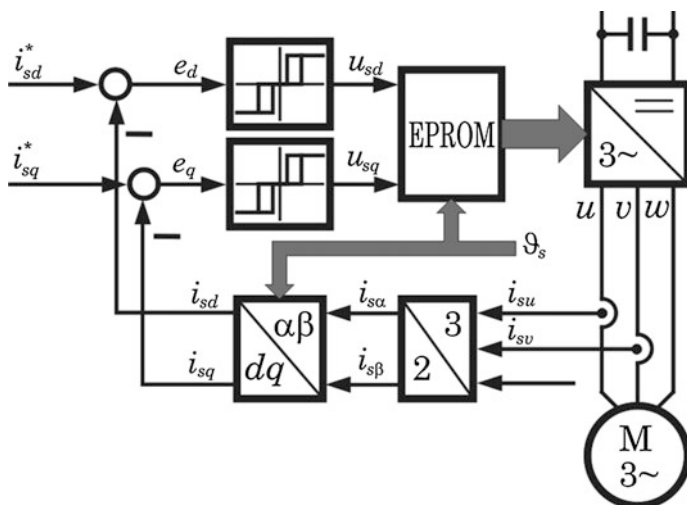 i*sd
ed
usd
EPROM
3~
i*sq
eq
usq
u v w
ϑs
isd
αβ
isα
3
isu
isv
isq
dq
isβ
2
M
3~